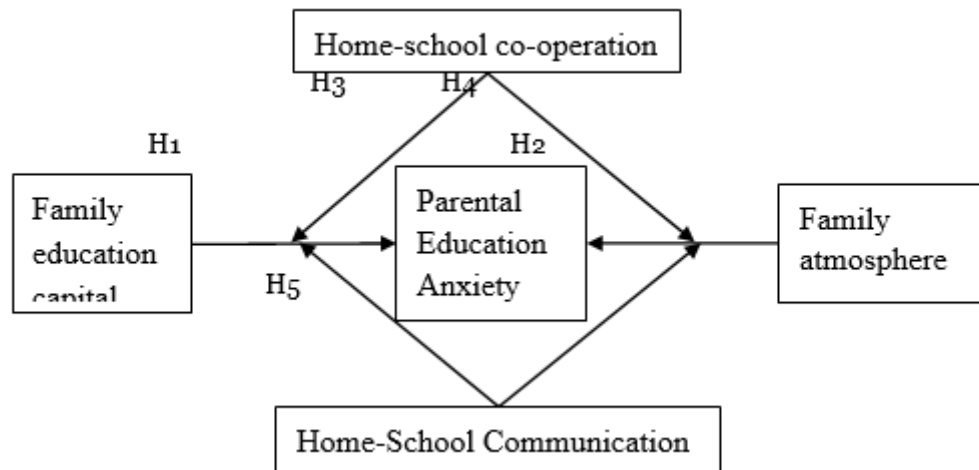 Home-school co-operation
H3
H4
H1
H2
Family
education
capital
Parental
Education
Anxiety
Family
atmosphere
H5
Home-School Communication